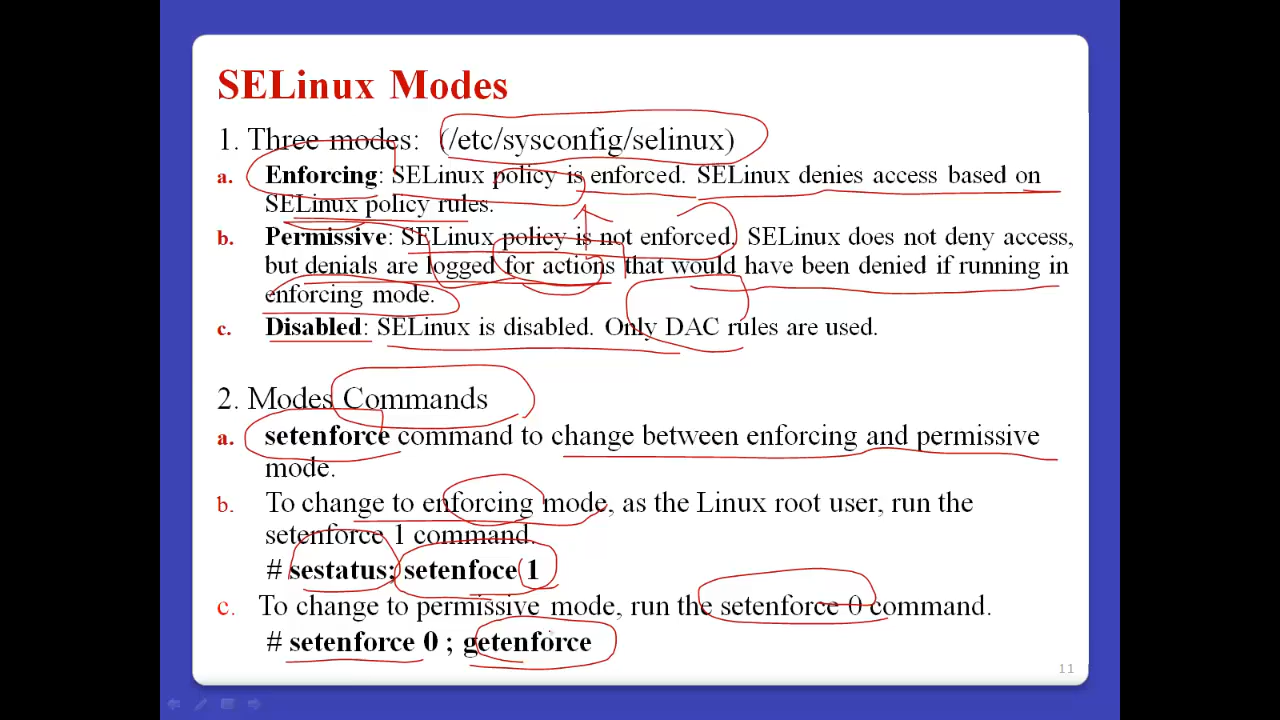 SELinux Modes
1. Three modes: (/etc/sysconfig/selinux)
a. Enforcing: SELinux policy is enforced. SELinux denies access based on
SELinux policy rules.
b. Permissive: SELinux policy is not enforced. SELinux does not deny access,
but denials are logged for actions that would have been denied if running in
enforcing mode.
c. Disabled: SELinux is disabled. Only DAC rules are used.
2. Modes Commands
a. setenforce command to change between enforcing and permissive
mode.
b. To change to enforcing mode, as the Linux root user, run the
setenforce 1 command.
# sestatus; setenfoce 1
c. To change to permissive mode, run the setenforce 0 command.
# setenforce 0 ; getenforce
11